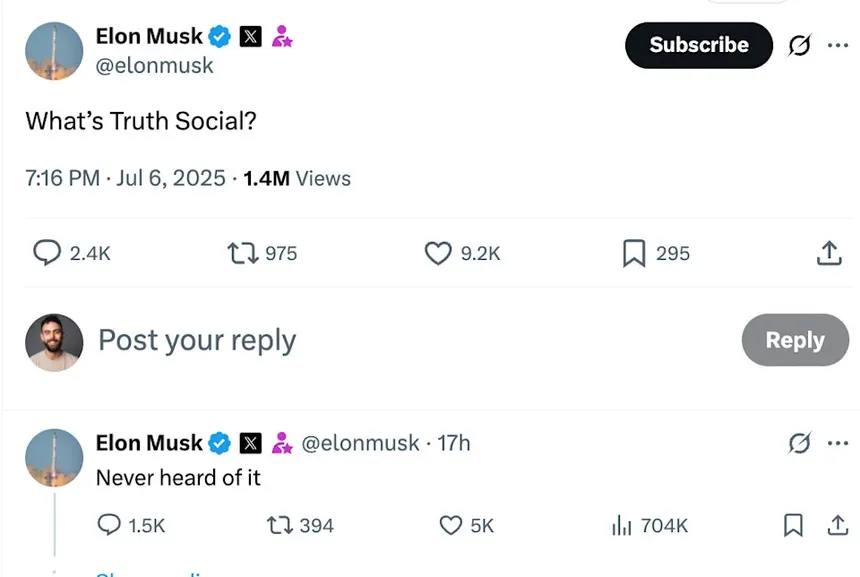 Elon Musk
@elonmusk
Subscribe
What’s Truth Social?
7:16 PM · Jul 6, 2025 · 1.4M Views
2.4K 975 9.2K 295
Post your reply
Reply
Elon Musk @elonmusk · 17h
Never heard of it
1.5K 394 5K 704K